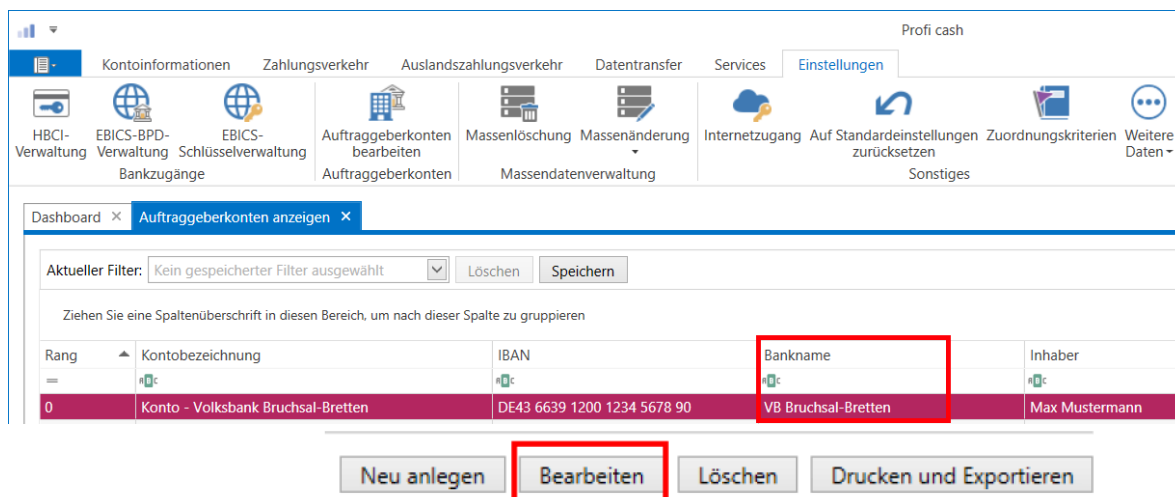 Profi cash
Kontoinformationen Zahlungsverkehr Auslandszahlungsverkehr Datentransfer Services Einstellungen
HBCI-Verwaltung EBICS-BPD-Verwaltung EBICS-Schlüsselverwaltung Auftraggeberkonten bearbeiten Massenlöschung Massenänderung Internetzugang Auf Standardeinstellungen zurücksetzen Zuordnungskriterien Weitere Daten
Bankzugänge Auftraggeberkonten Massendatenverwaltung Sonstiges
Dashboard × Auftraggeberkonten anzeigen ×
Aktueller Filter: Kein gespeicherter Filter ausgewählt Löschen Speichern
Ziehen Sie eine Spaltenüberschrift in diesen Bereich, um nach dieser Spalte zu gruppieren
Rang Kontobezeichnung IBAN Bankname Inhaber
= ABC ABC ABC ABC
0 Konto - Volksbank Bruchsal-Bretten DE43 6639 1200 1234 5678 90 VB Bruchsal-Bretten Max Mustermann
Neu anlegen Bearbeiten Löschen Drucken und Exportieren